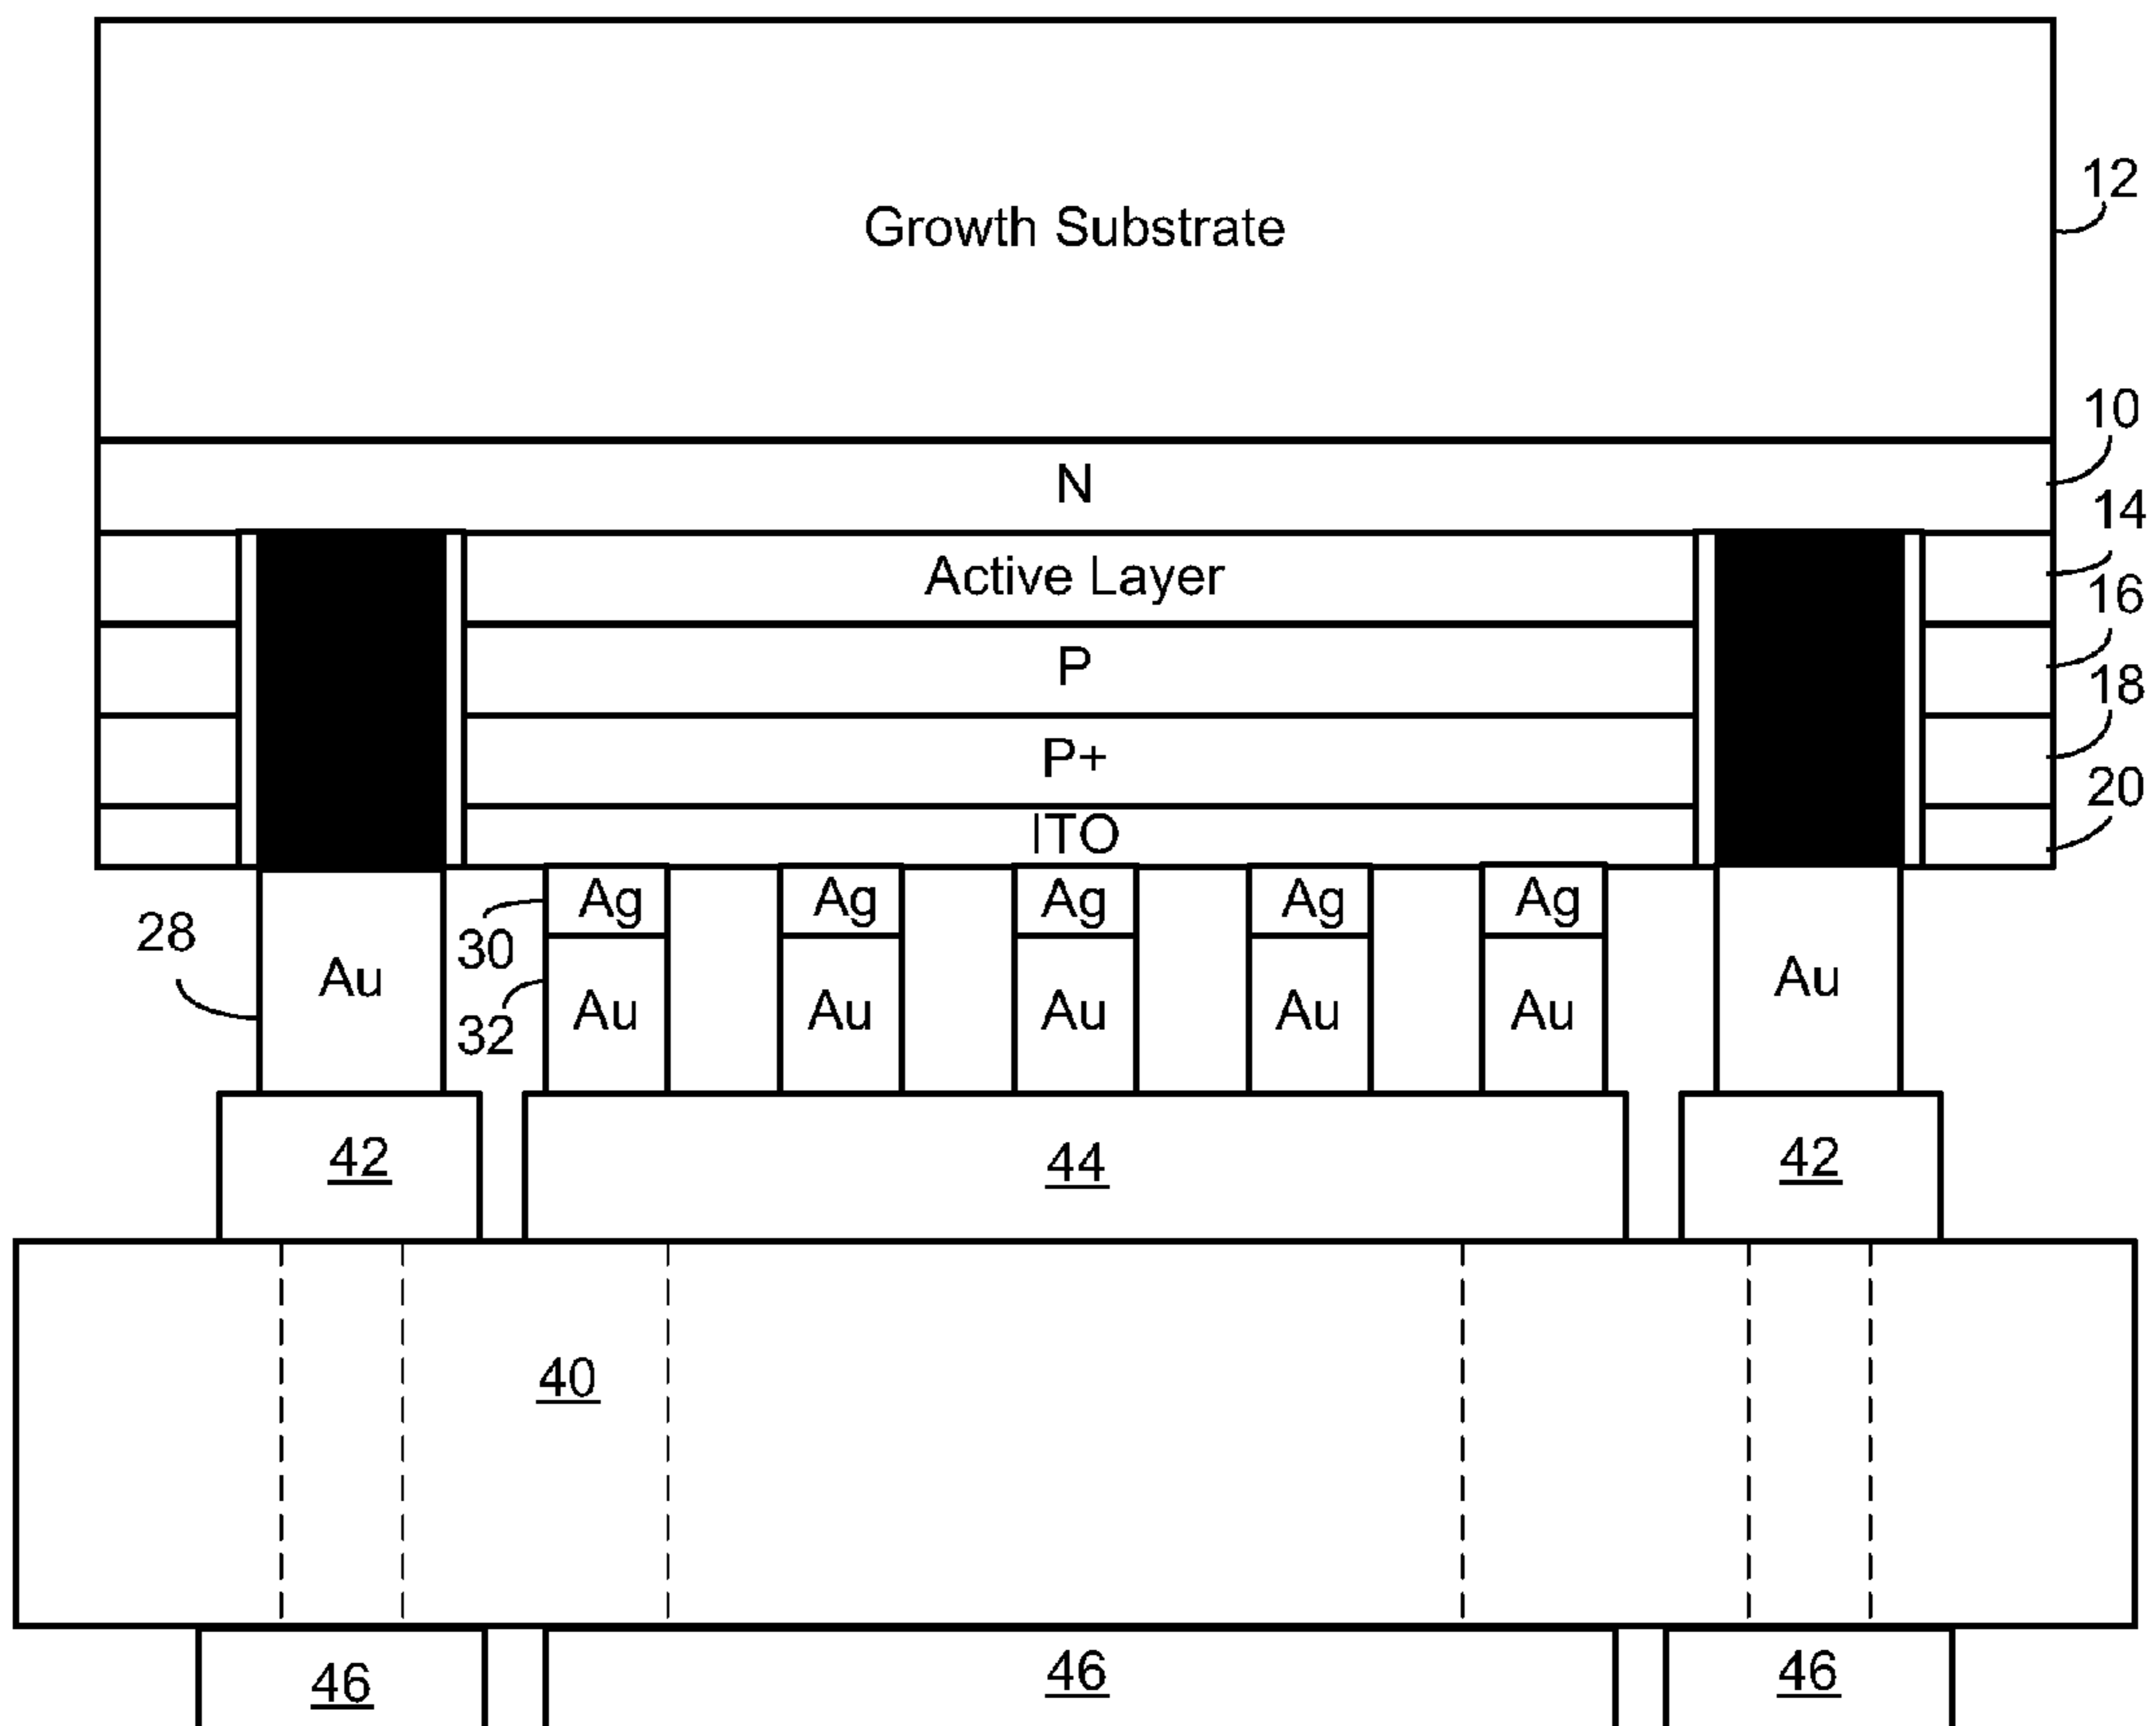 Growth Substrate
12
10
N
14
Active Layer
16
P
18
P+
20
ITO
Ag Ag Ag Ag Ag
28
30
Au
Au
32
Au Au Au Au Au
42
44
42
40
46
46
46